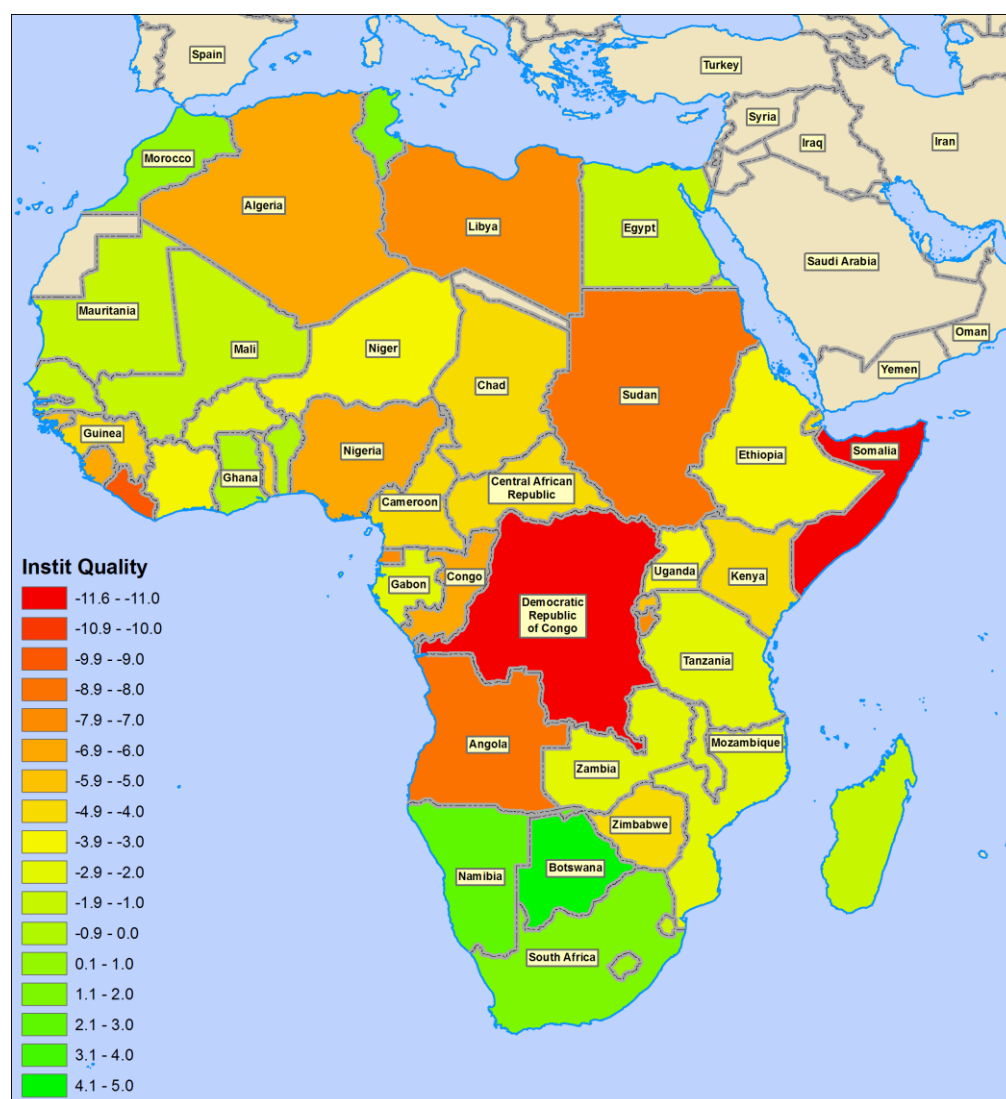 Spain
Turkey
Syria
Iraq
Iran
Morocco
Algeria
Libya
Egypt
Saudi Arabia
Mauritania
Mali
Niger
Chad
Sudan
Oman
Yemen
Guinea
Ghana
Nigeria
Ethiopia
Somalia
Cameroon
Central African
Republic
Gabon
Congo
Uganda
Kenya
Democratic
Republic
of Congo
Tanzania
Angola
Mozambique
Zambia
Zimbabwe
Namibia
Botswana
South Africa
Instit Quality
-11.6 - -11.0
-10.9 - -10.0
-9.9 - -9.0
-8.9 - -8.0
-7.9 - -7.0
-6.9 - -6.0
-5.9 - -5.0
-4.9 - -4.0
-3.9 - -3.0
-2.9 - -2.0
-1.9 - -1.0
-0.9 - 0.0
0.1 - 1.0
1.1 - 2.0
2.1 - 3.0
3.1 - 4.0
4.1 - 5.0